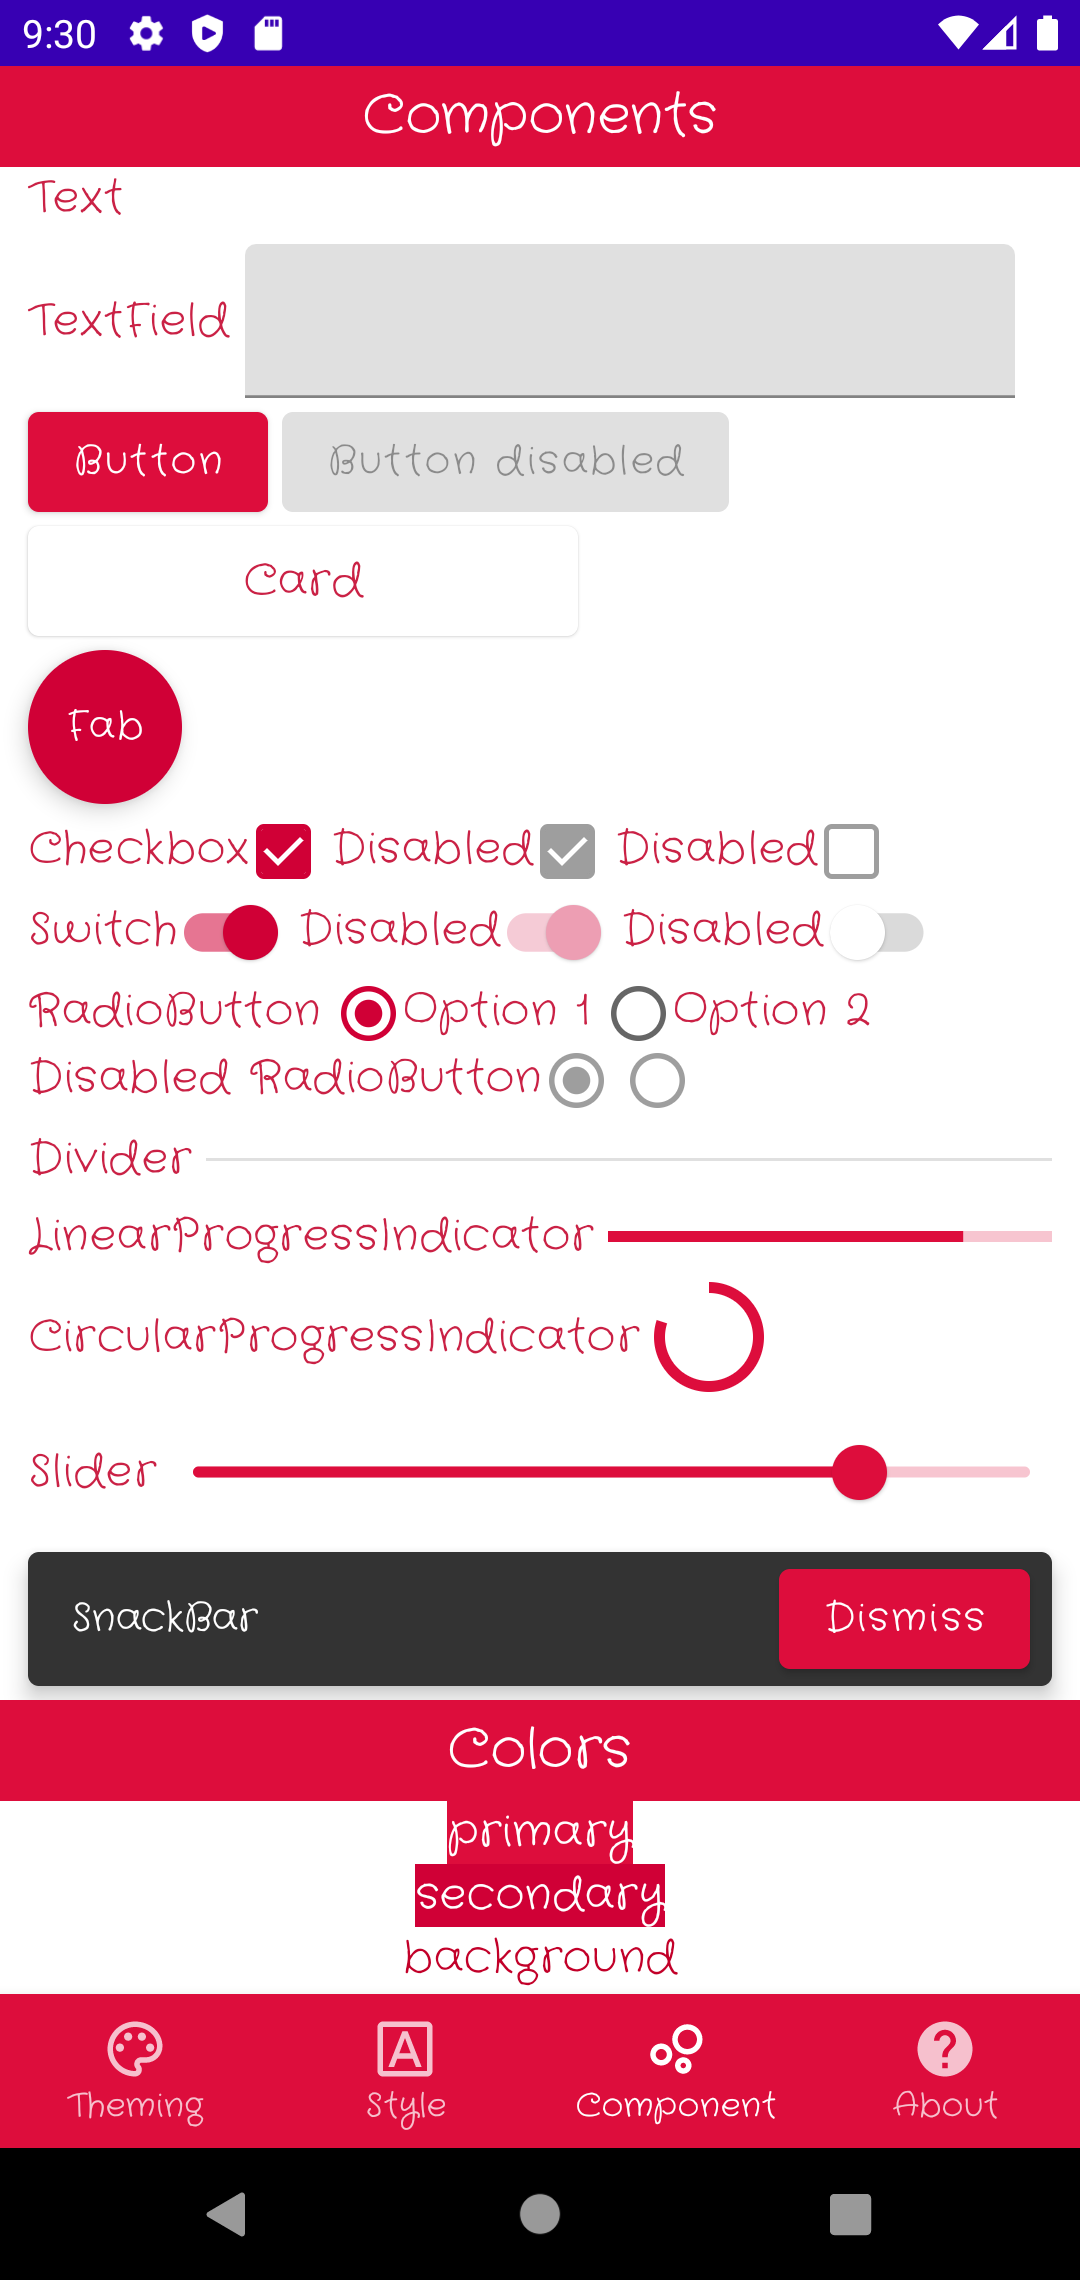 9:30
Components
Text
TextField
Button Button disabled
Card
Fab
Checkbox Disabled Disabled
Switch Disabled Disabled
RadioButton Option 1 Option 2
Disabled RadioButton
Divider
LinearProgressIndicator
CircularProgressIndicator
Slider
SnackBar Dismiss
Colors
primary
secondary
background
Theming Style Component About